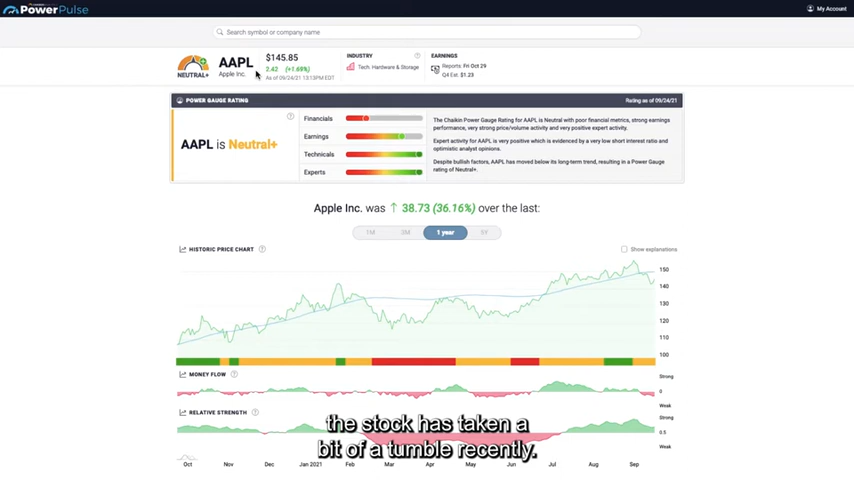 PowerPulse
My Account
Search symbol or company name
NEUTRAL+
AAPL
Apple Inc.
$145.85
2.42 (+1.69%)
As of 09/24/21 13:13PM EDT
INDUSTRY
Tech. Hardware & Storage
EARNINGS
Reports: Fri Oct 29
Q4 Est: $1.23
POWER GAUGE RATING
Rating as of 09/24/21
AAPL is Neutral+
Financials
Earnings
Technicals
Experts
The Chaikin Power Gauge Rating for AAPL is Neutral with poor financial metrics, strong earnings
performance, very strong price/volume activity and very positive expert activity.
Expert activity for AAPL is very positive which is evidenced by a very low short interest ratio and
optimistic analyst opinions.
Despite bullish factors, AAPL has moved below its long-term trend, resulting in a Power Gauge
rating of Neutral+.
Apple Inc. was ↑ 38.73 (36.16%) over the last:
1M
3M
1 year
5Y
HISTORIC PRICE CHART
Show explanations
150
140
130
120
110
100
MONEY FLOW
Strong
0
Weak
RELATIVE STRENGTH
Strong
0.5
Weak
the stock has taken a
bit of a tumble recently.
Oct Nov Dec Jan 2021 Feb Mar Apr May Jun Jul Aug Sep